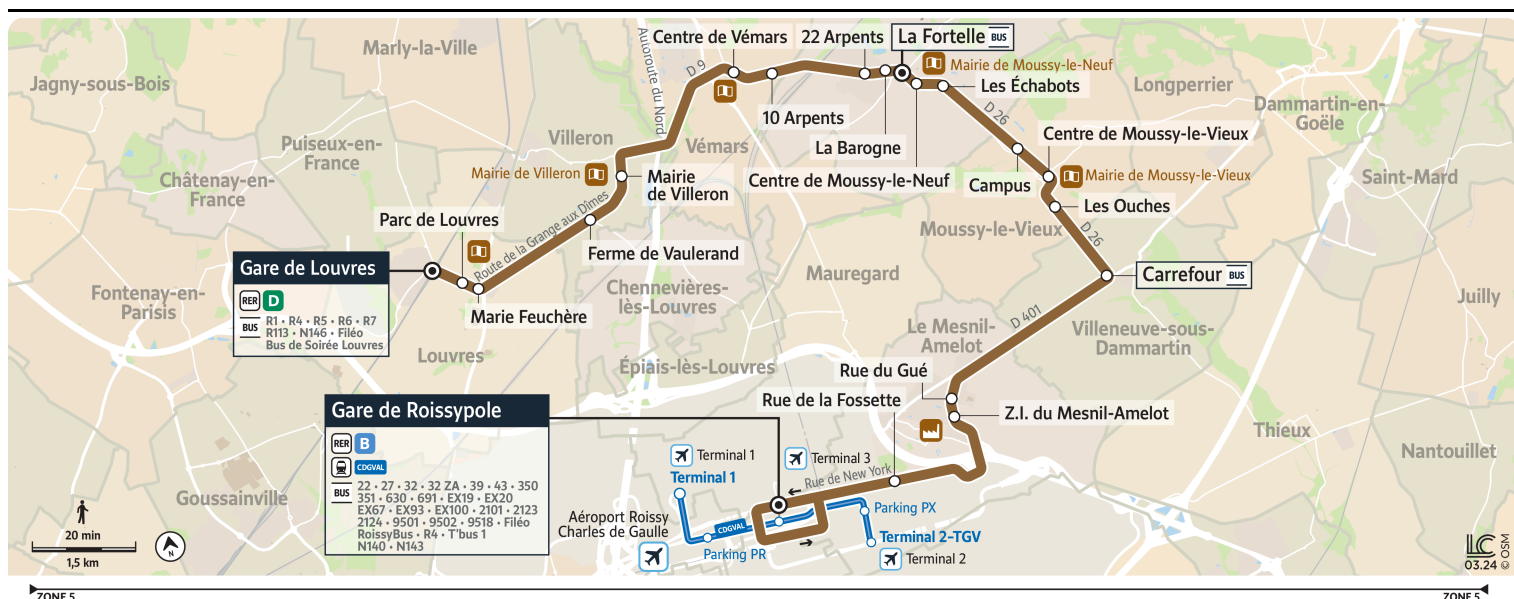 Marly-la-Ville
Jagny-sous-Bois
Autoroute du Nord
D 9
Centre de Vémars
22 Arpents
La Fortelle BUS
Mairie de Moussy-le-Neuf
Les Échabots
Longperrier
Dammartin-en-
Goële
10 Arpents
D 26
Villeron
Vémars
Puiseux-en-
France
La Barogne
Centre de Moussy-le-Vieux
Châtenay-en-
France
Mairie de Villeron
Mairie
de Villeron
Centre de Moussy-le-Neuf
Campus
Mairie de Moussy-le-Vieux
Saint-Mard
Les Ouches
Parc de Louvres
Route de la Grange aux Dîmes
Moussy-le-Vieux
D 26
Ferme de Vaulerand
Gare de Louvres
RER D
BUS
R1 • R4 • R5 • R6 • R7
R113 • N146 • Filéo
Bus de Soirée Louvres
Mauregard
Carrefour BUS
Fontenay-en-
Parisis
Chennevières-
lès-Louvres
Juilly
Marie Feuchère
D 401
Le Mesnil-
Amelot
Villeneuve-sous-
Dammartin
Louvres
Épiais-lès-Louvres
Rue du Gué
Rue de la Fossette
Z.I. du Mesnil-Amelot
Gare de Roissypole
RER B
CDGVAL
BUS
22 • 27 • 32 • 32 ZA • 39 • 43 • 350
351 • 630 • 691 • EX19 • EX20
EX67 • EX93 • EX100 • 2101 • 2123
2124 • 9501 • 9502 • 9518 • Filéo
RoissyBus • R4 • T'bus 1
N140 • N143
Thieux
Nantouillet
Terminal 1
Terminal 1
Terminal 3
Rue de New York
Goussainville
Aéroport Roissy
Charles de Gaulle
CDGVAL
Parking PR
Parking PX
Terminal 2-TGV
Terminal 2
20 min
1,5 km
N
LC
03.24
© OSM
ZONE 5
ZONE 5